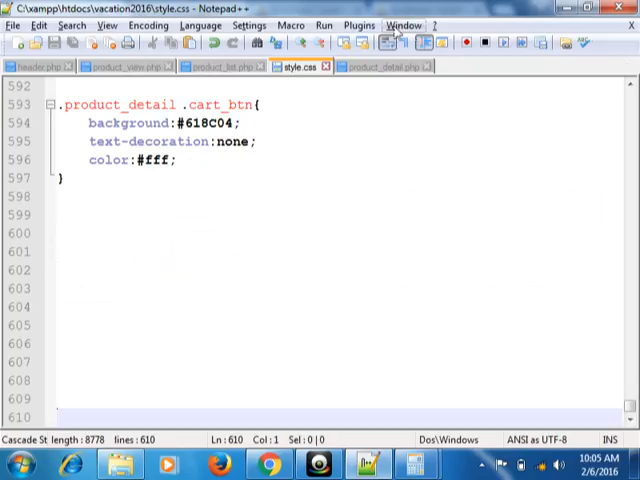 C:\xampp\htdocs\vacation2016\style.css - Notepad++
File Edit Search View Encoding Language Settings Macro Run Plugins Window ? X
header.php product_view.php product_list.php style.css product_detail.php
592
593 .product_detail .cart_btn{
594 background:#618C04;
595 text-decoration:none;
596 color:#fff;
597 }
598
599
600
601
602
603
604
605
606
607
608
609
610
Cascade St length : 8778 lines : 610 Ln : 610 Col : 1 Sel : 0 | 0 Dos\Windows ANSI as UTF-8 INS
10:05 AM
2/6/2016